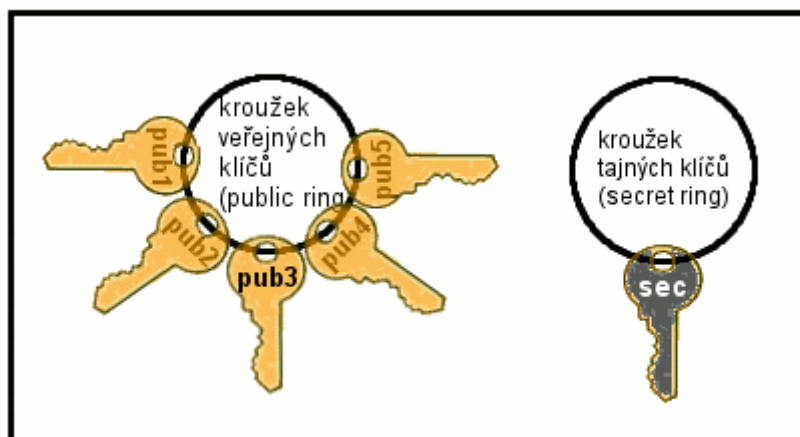 kroužek
veřejných
klíčů
(public ring)
pub1
pub2
pub3
pub4
pub5
kroužek
tajných klíčů
(secret ring)
sec